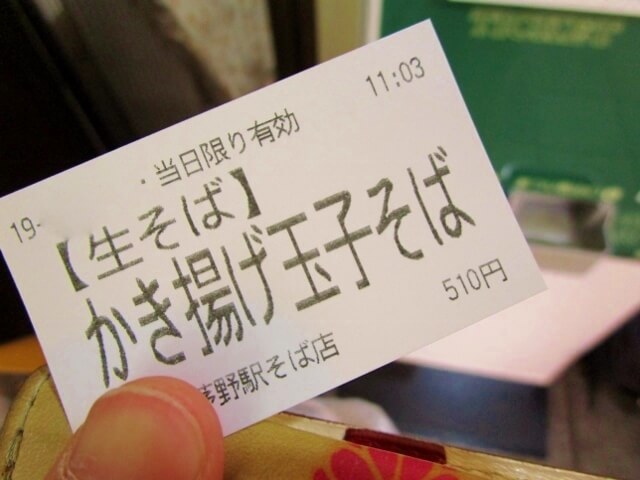 11:03
・当日限り有効
19-
【生そば】
かき揚げ玉子そば
510円
茅野駅そば店